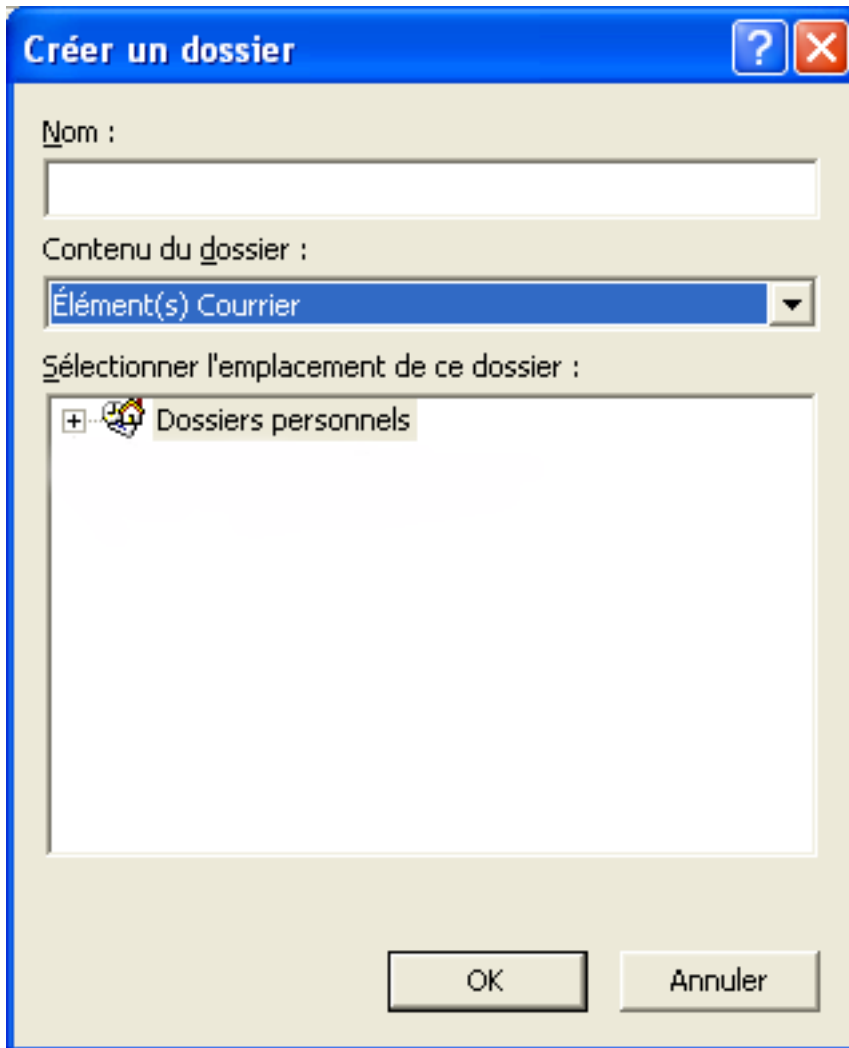 Créer un dossier
Nom :
Contenu du dossier :
Élément(s) Courrier
Sélectionner l'emplacement de ce dossier :
Dossiers personnels
OK Annuler